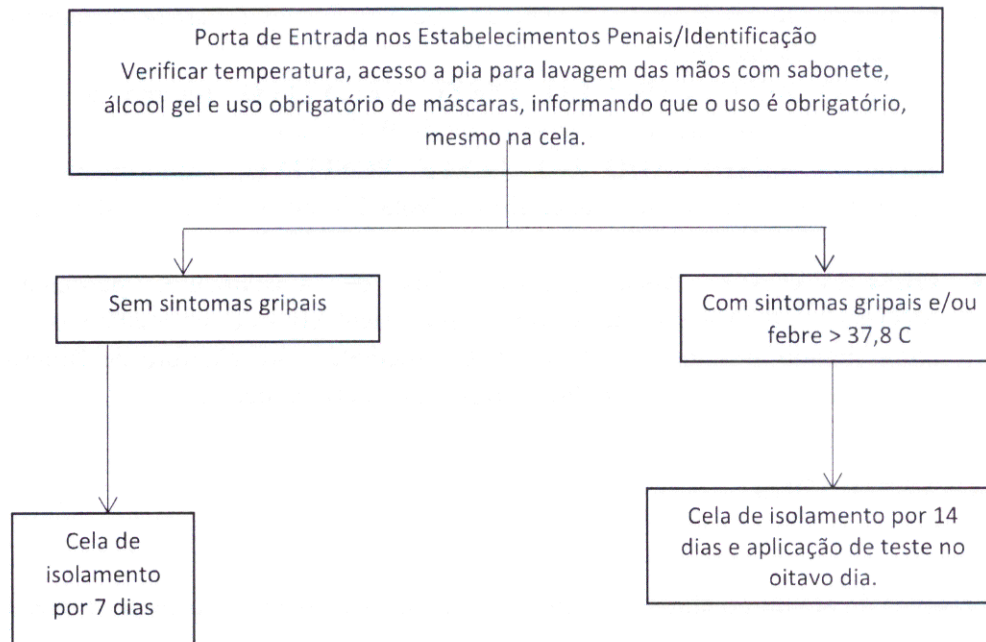 Porta de Entrada nos Estabelecimentos Penais/Identificação
Verificar temperatura, acesso a pia para lavagem das mãos com sabonete,
álcool gel e uso obrigatório de máscaras, informando que o uso é obrigatório,
mesmo na cela.
Sem sintomas gripais
Com sintomas gripais e/ou
febre > 37,8 C
Cela de
isolamento
por 7 dias
Cela de isolamento por 14
dias e aplicação de teste no
oitavo dia.